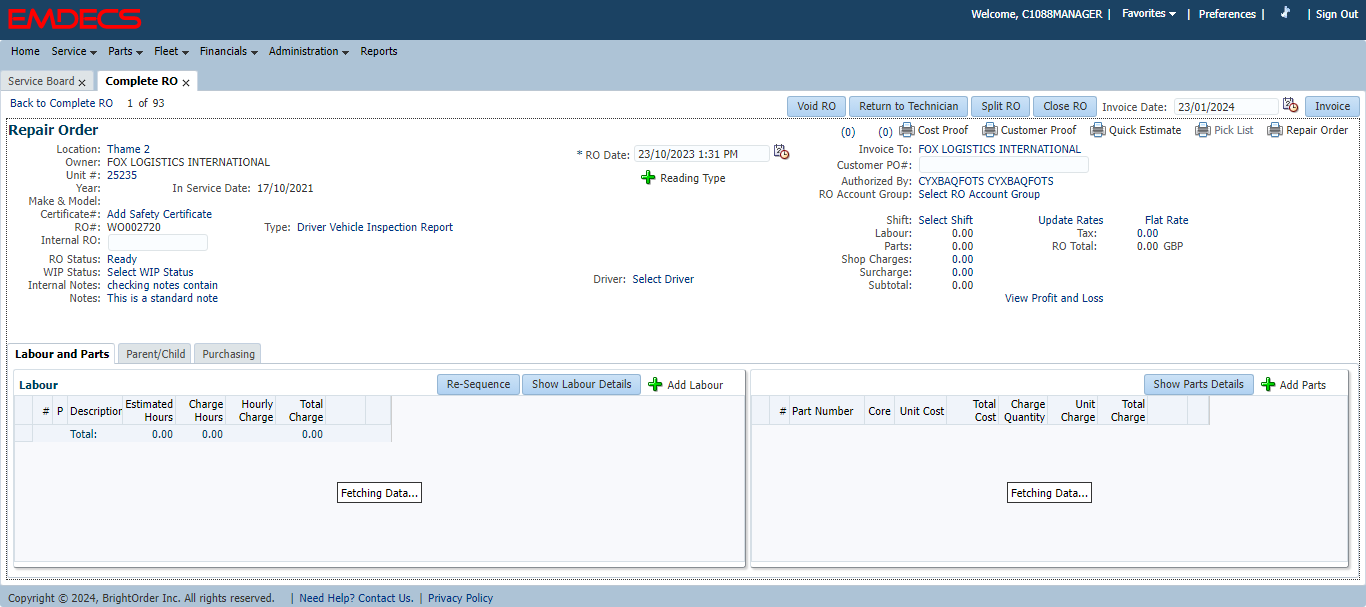 EMDECS
Welcome, C1088MANAGER | Favorites | Preferences | | Sign Out
Home Service Parts Fleet Financials Administration Reports
Service Board x Complete RO x
Back to Complete RO 1 of 93
Void RO Return to Technician Split RO Close RO Invoice Date: 23/01/2024 Invoice
Repair Order
(0) (0) Cost Proof Customer Proof Quick Estimate Pick List Repair Order
Location: Thame 2
Owner: FOX LOGISTICS INTERNATIONAL
Unit #: 25235
Year: In Service Date: 17/10/2021
Make & Model:
Certificate#: Add Safety Certificate
RO#: WO002720 Type: Driver Vehicle Inspection Report
Internal RO:
RO Status: Ready
WIP Status: Select WIP Status
Internal Notes: checking notes contain
Notes: This is a standard note
* RO Date: 23/10/2023 1:31 PM
Reading Type
Driver: Select Driver
Invoice To: FOX LOGISTICS INTERNATIONAL
Customer PO#:
Authorized By: CYXBAQFOTS CYXBAQFOTS
RO Account Group: Select RO Account Group
Shift: Select Shift Update Rates Flat Rate
Labour: 0.00 Tax: 0.00
Parts: 0.00 RO Total: 0.00 GBP
Shop Charges: 0.00
Surcharge: 0.00
Subtotal: 0.00
View Profit and Loss
Labour and Parts Parent/Child Purchasing
Labour Re-Sequence Show Labour Details Add Labour
# P Description Estimated Hours Charge Hours Hourly Charge Total Charge
Total: 0.00 0.00 0.00
Fetching Data...
Show Parts Details Add Parts
# Part Number Core Unit Cost Total Cost Charge Quantity Unit Charge Total Charge
Fetching Data...
Copyright © 2024, BrightOrder Inc. All rights reserved. | Need Help? Contact Us. | Privacy Policy